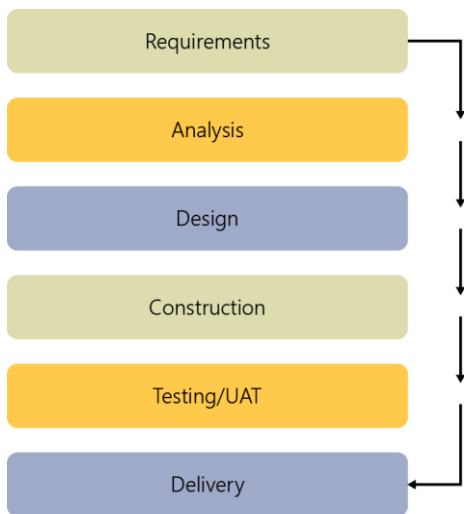 Requirements
Analysis
Design
Construction
Testing/UAT
Delivery